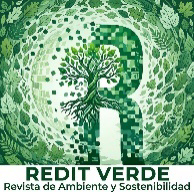 R
REDIT VERDE
Revista de Ambiente y Sostenibilidad